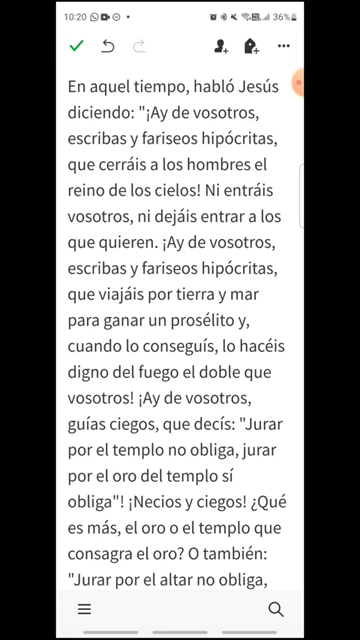 10:20
36%
En aquel tiempo, habló Jesús
diciendo: "¡Ay de vosotros,
escribas y fariseos hipócritas,
que cerráis a los hombres el
reino de los cielos! Ni entráis
vosotros, ni dejáis entrar a los
que quieren. ¡Ay de vosotros,
escribas y fariseos hipócritas,
que viajáis por tierra y mar
para ganar un prosélito y,
cuando lo conseguís, lo hacéis
digno del fuego el doble que
vosotros! ¡Ay de vosotros,
guías ciegos, que decís: "Jurar
por el templo no obliga, jurar
por el oro del templo sí
obliga"! ¡Necios y ciegos! ¿Qué
es más, el oro o el templo que
consagra el oro? O también:
"Jurar por el altar no obliga,